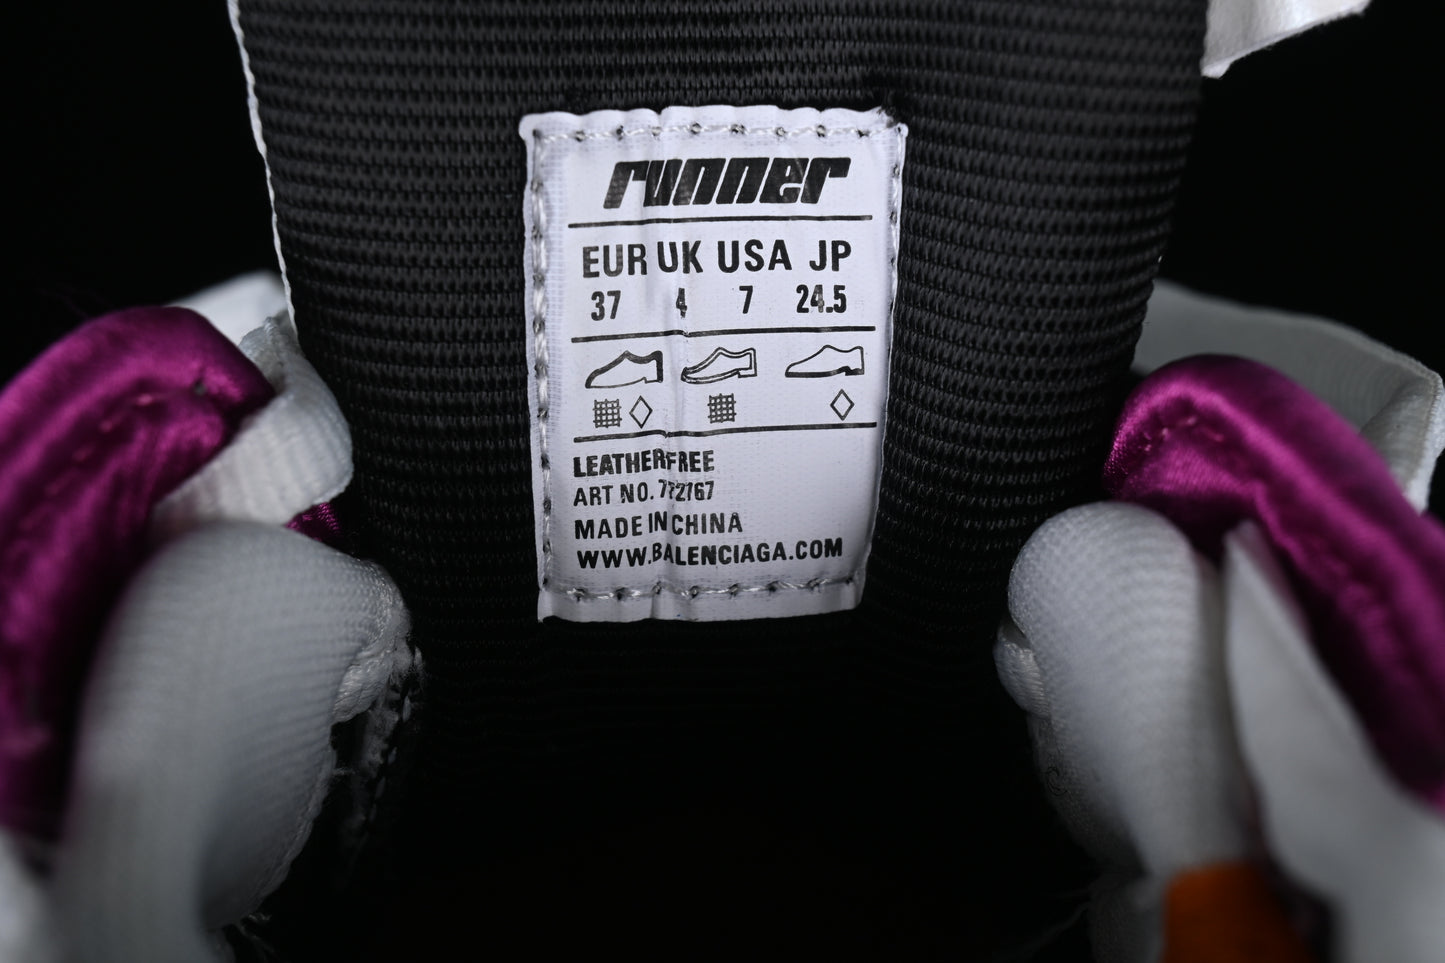 runner
EUR UK USA JP
37 4 7 24.5
LEATHERFREE
ART NO.
MADE IN CHINA
WWW.BALENCIAGA.COM